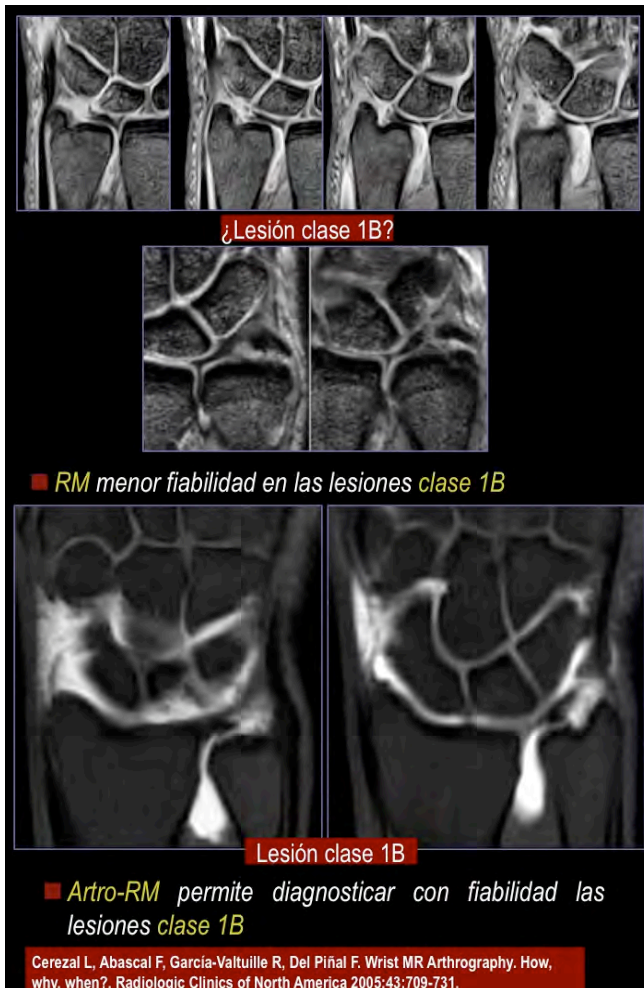 ¿Lesión clase 1B?
RM menor fiabilidad en las lesiones clase 1B
Lesión clase 1B
Artro-RM permite diagnosticar con fiabilidad las
lesiones clase 1B
Cerezal L, Abascal F, García-Valtuille R, Del Piñal F. Wrist MR Arthrography. How,
why, when?. Radiologic Clinics of North America 2005;43:709-731.